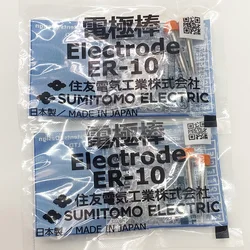 電極棒
Electrode
ER-10
住友電気工業株式会社
SUMITOMO ELECTRIC
日本製/MADE IN JAPAN
電極棒
Electrode
ER-10
住友電気工業株式会社
SUMITOMO ELECTRIC
日本製/MADE IN JAPAN